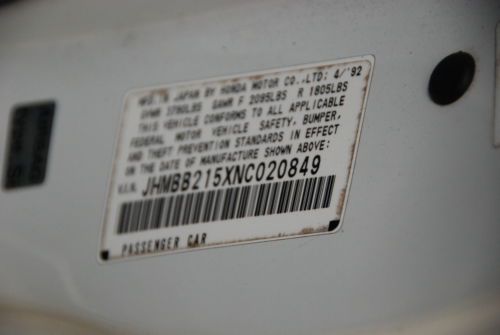 MFD. IN JAPAN BY HONDA MOTOR CO., LTD: 4/'92
GVWR 3790LBS GAWR F 2095LBS R 1805LBS
THIS VEHICLE CONFORMS TO ALL APPLICABLE
FEDERAL MOTOR VEHICLE SAFETY, BUMPER,
AND THEFT PREVENTION STANDARDS IN EFFECT
ON THE DATE OF MANUFACTURE SHOWN ABOVE:
V.I.N. JHMBB215XNC020849
PASSENGER CAR